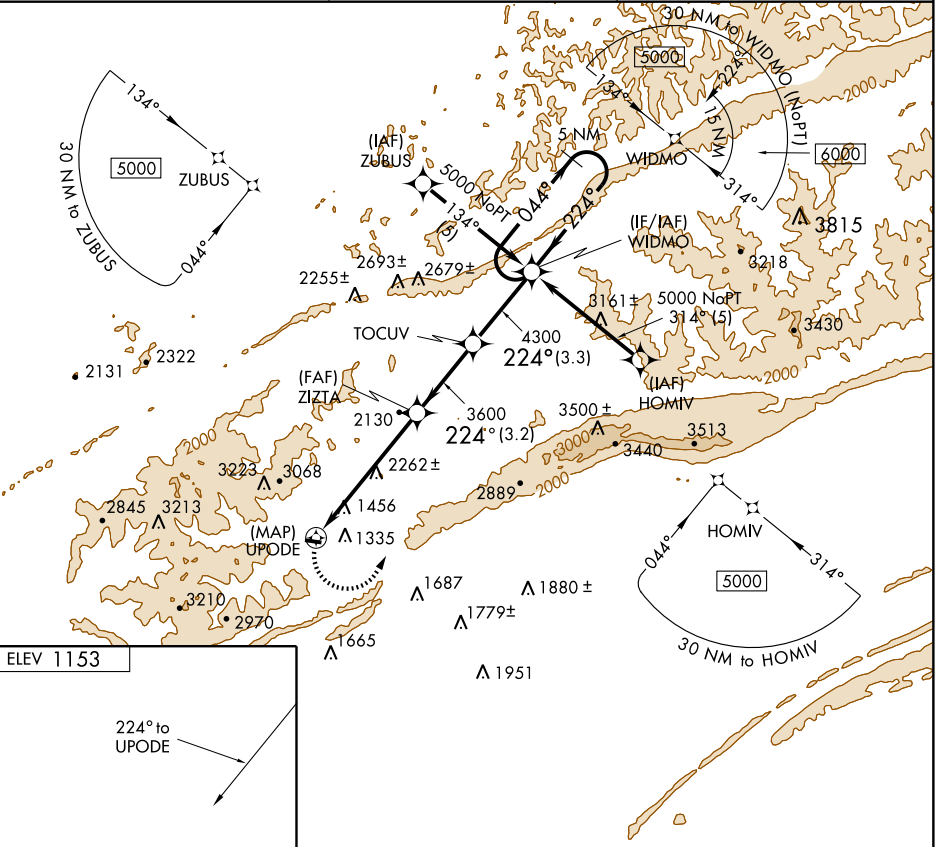 30 NM to WIDMO (NoPT)
5000
224°
134°
15 NM
WIDMO
6000
314°
134°
5000
ZUBUS
30 NM to ZUBUS
044°
(IAF)
ZUBUS
5 NM
5000 NoPT
134°
(5)
044°
224°
(IF/IAF)
WIDMO
3815
3218
2000
2693±
2679±
2255±
3161±
5000 NoPT
314° (5)
3430
TOCUV
4300
224° (3.3)
2322
2131
(FAF)
ZIZTA
(IAF)
HOMIV
2000
2130
3600
224° (3.2)
3500±
3000
3513
3440
2000
3223
3068
2262±
2889
2000
2845
3213
1456
(MAP)
UPODE
1335
HOMIV
044°
314°
5000
30 NM to HOMIV
1687
1880±
3210
2970
1779±
1665
1951
ELEV 1153
224° to
UPODE